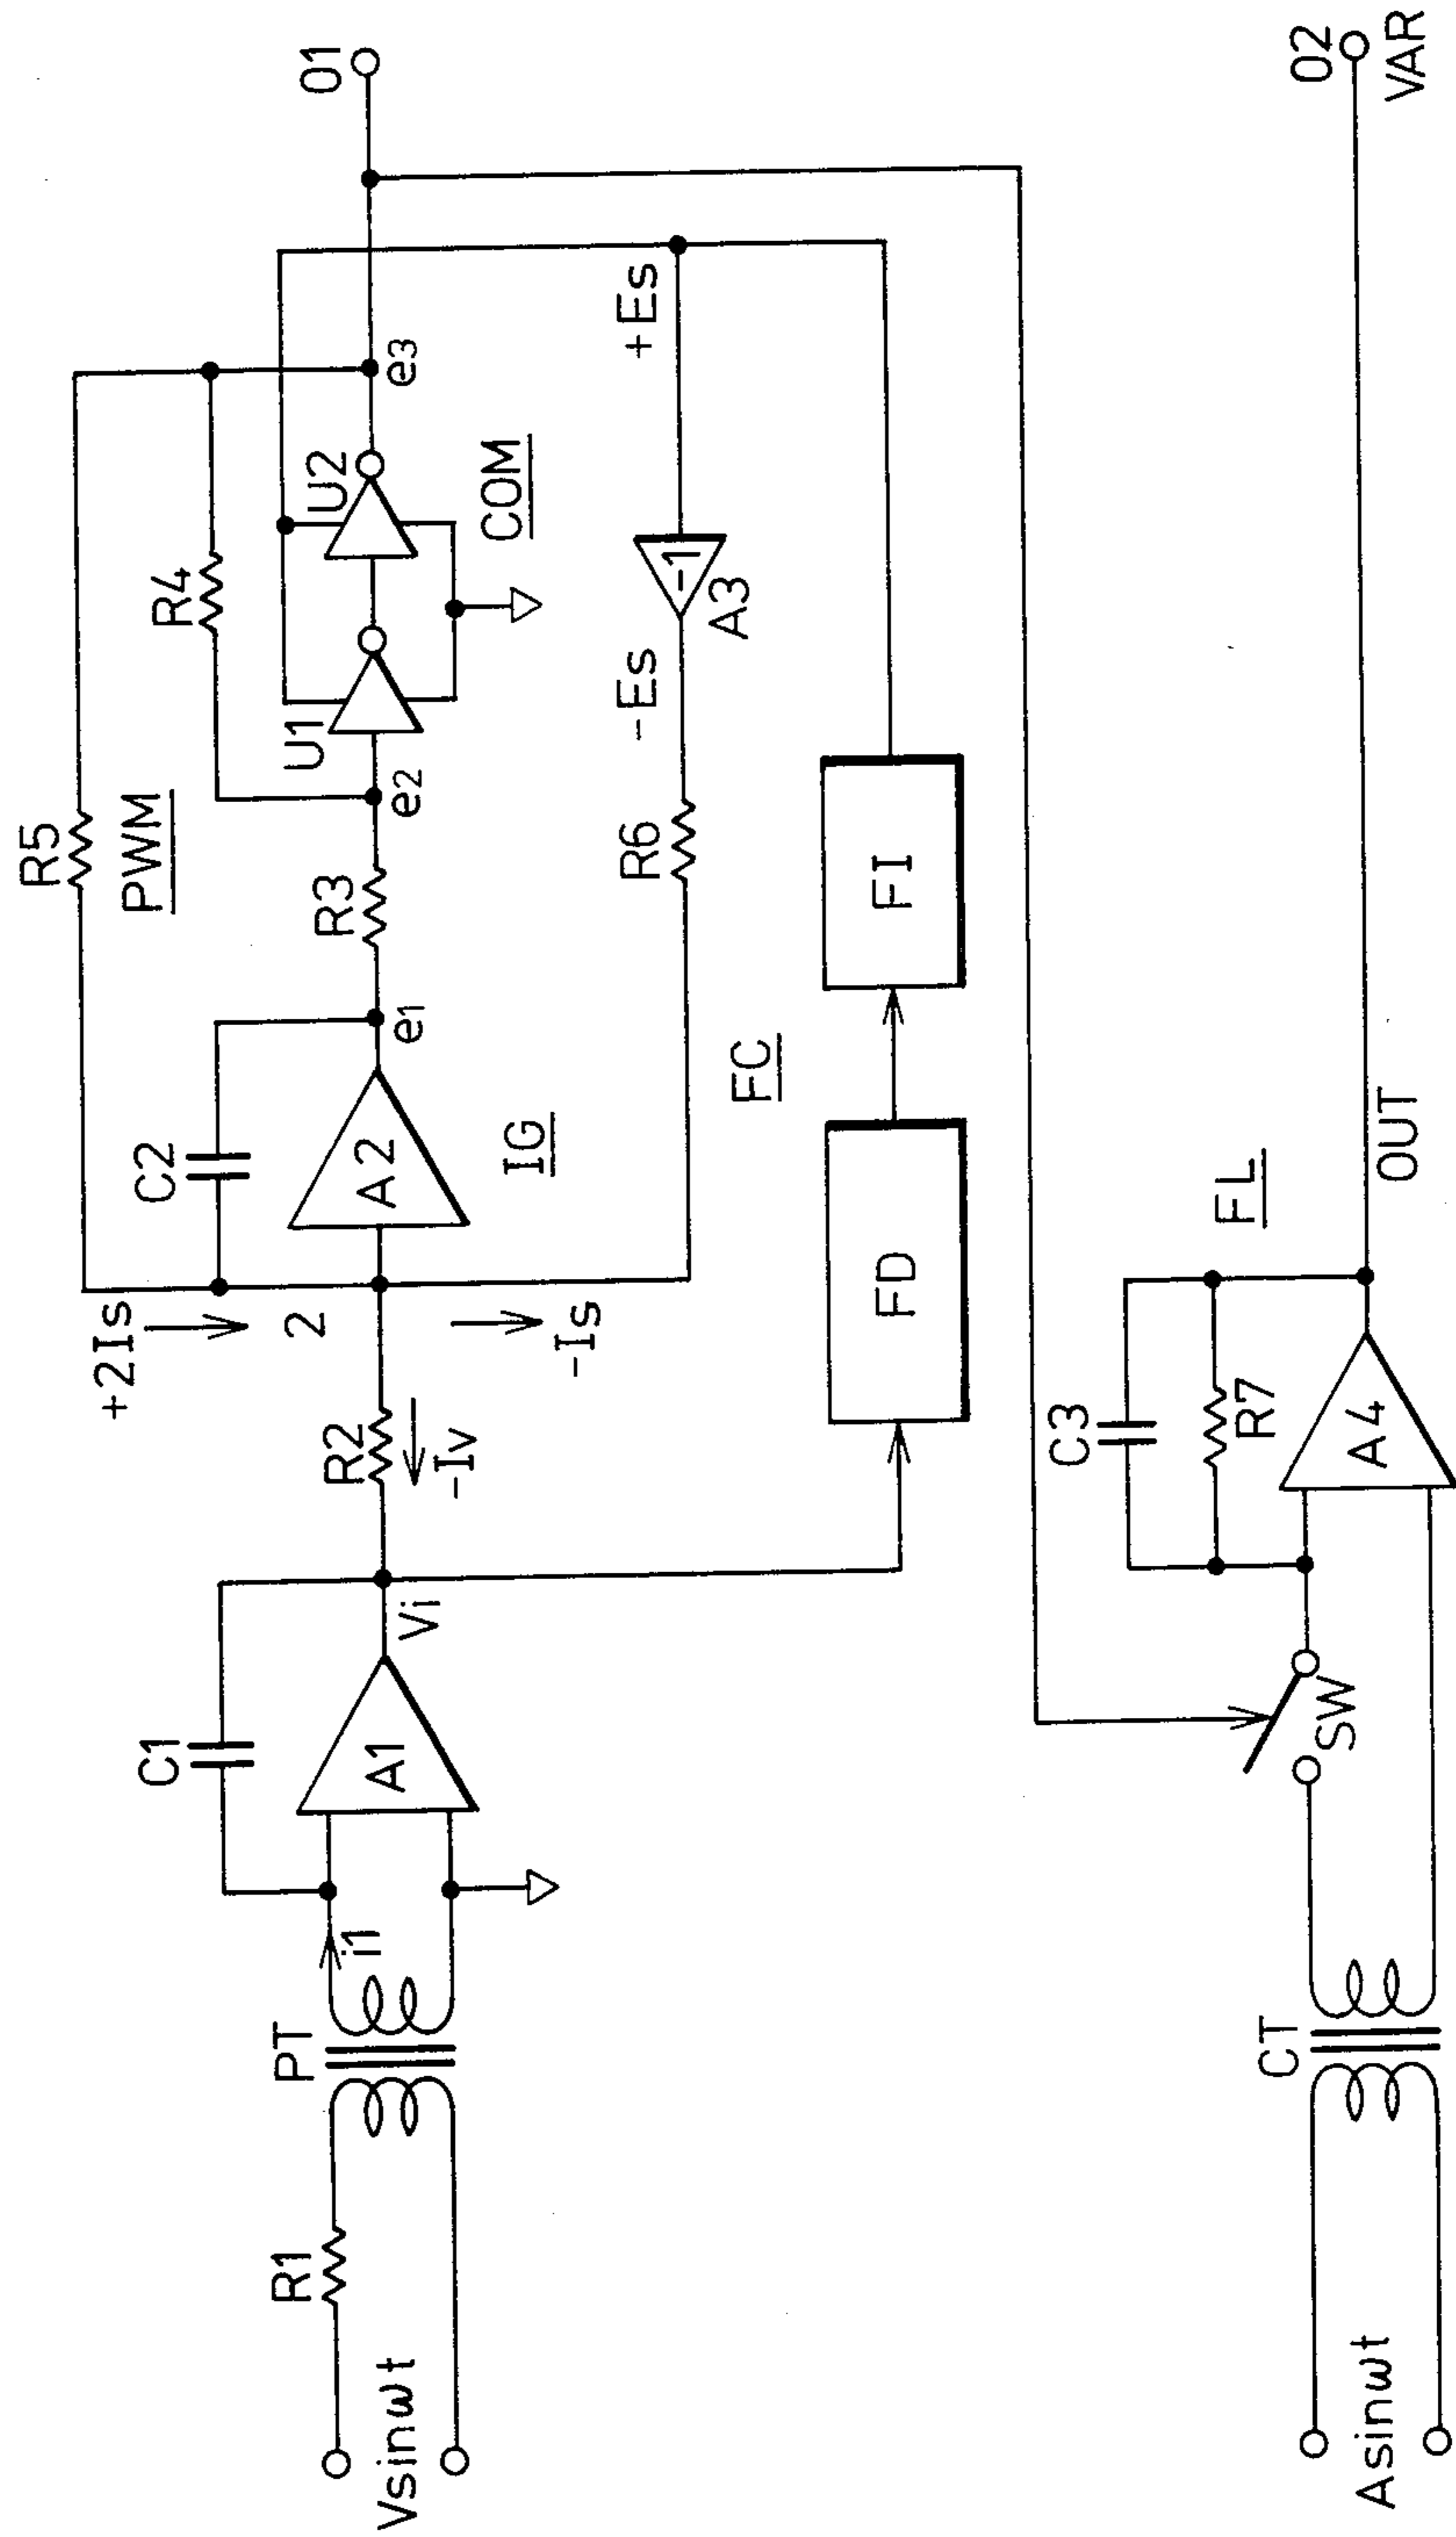 R5
PWM
R4
O1
C2
+2Is
2
A2
e1
R3
e2
U1
U2
e3
COM
IG
C1
R2
-Iv
-Is
R6
-Es
-1
A3
+Es
R1
PT
i1
A1
Vi
Vsinωt
FC
FD
FI
FL
C3
R7
CT
SW
A4
OUT
O2
VAR
Asinωt